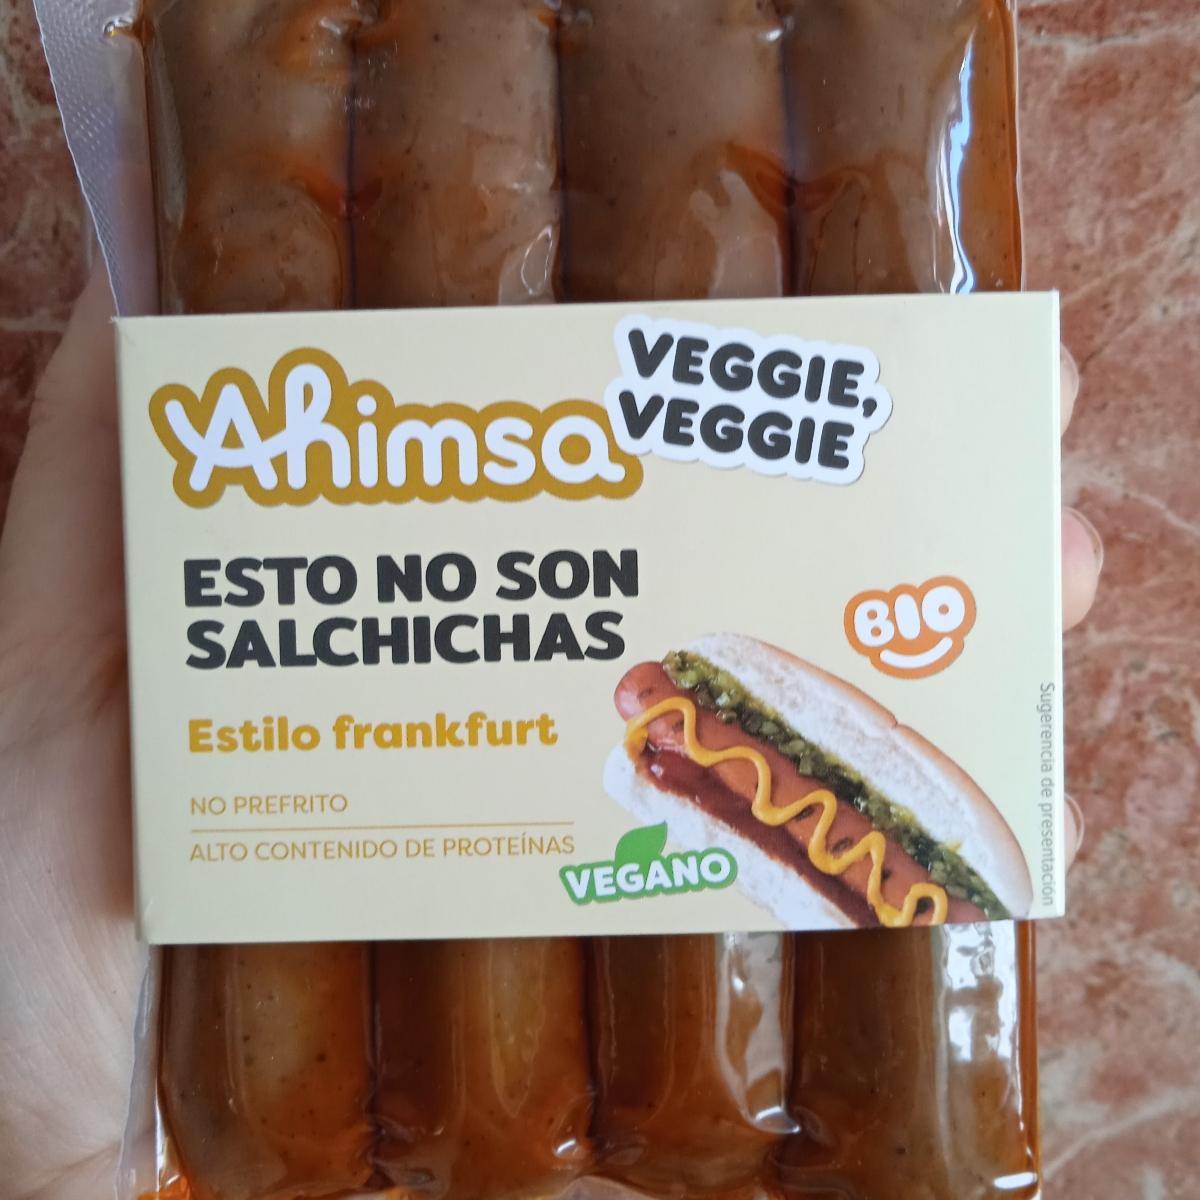 Ahimsa
VEGGIE,
VEGGIE
ESTO NO SON
SALCHICHAS
Estilo frankfurt
NO PREFRITO
ALTO CONTENIDO DE PROTEÍNAS
VEGANO
BIO
Sugerencia de presentación